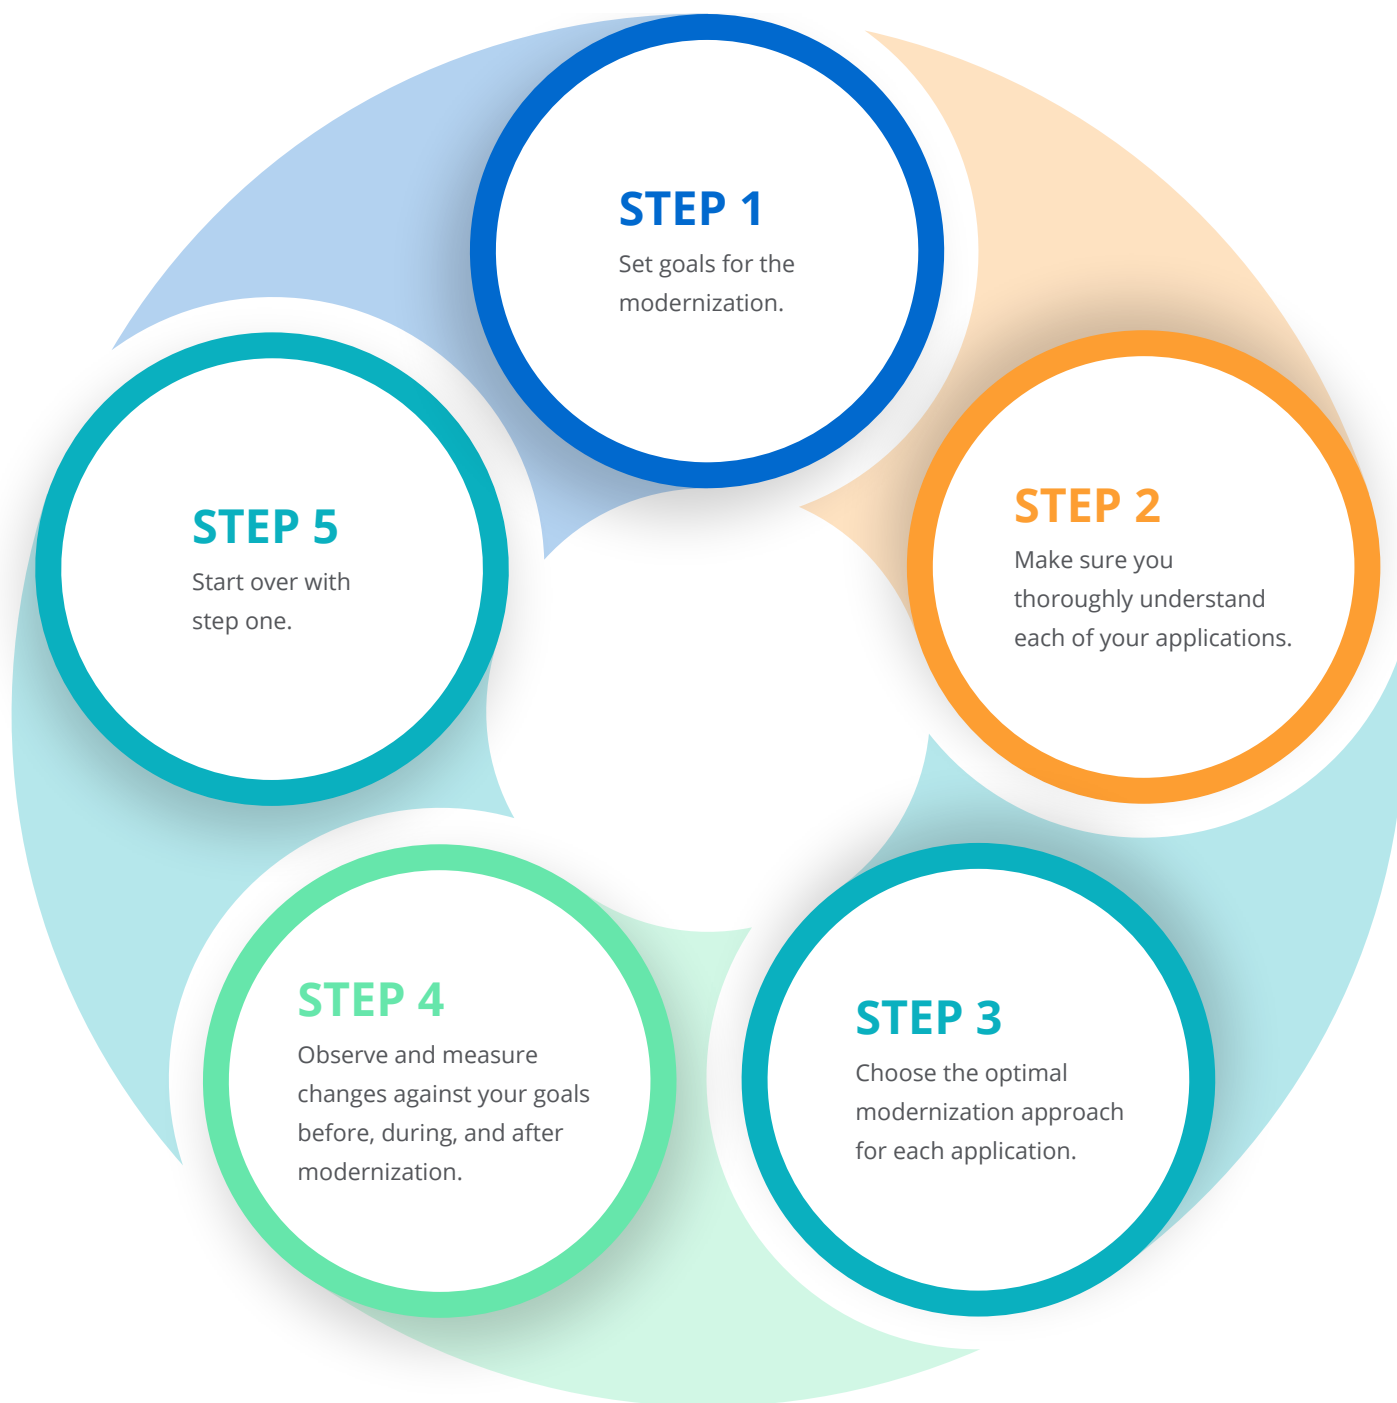 STEP 1
Set goals for the
modernization.
STEP 2
Make sure you
thoroughly understand
each of your applications.
STEP 3
Choose the optimal
modernization approach
for each application.
STEP 4
Observe and measure
changes against your goals
before, during, and after
modernization.
STEP 5
Start over with
step one.